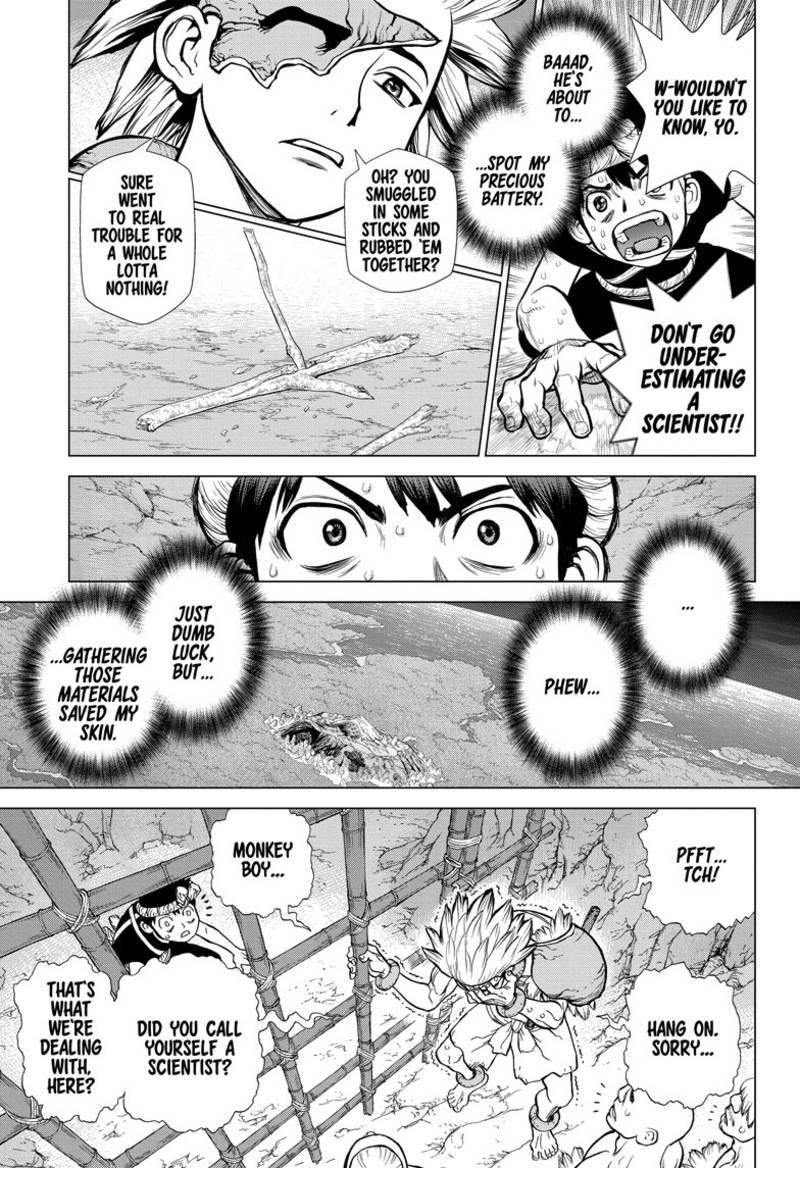 W-WOULDN'T
YOU LIKE TO
KNOW, YO.
BAAAD,
HE'S
ABOUT
TO...
...SPOT MY
PRECIOUS
BATTERY.
DON'T GO
UNDER-
ESTIMATING
A
SCIENTIST!!
OH? YOU
SMUGGLED
IN SOME
STICKS AND
RUBBED 'EM
TOGETHER?
SURE
WENT
TO REAL
TROUBLE FOR
A WHOLE
LOTTA
NOTHING!
...
PHEW...
JUST
DUMB
LUCK,
BUT...
...GATHERING
THOSE
MATERIALS
SAVED MY
SKIN.
PFFT...
TCH!
HANG ON.
SORRY...
MONKEY
BOY...
DID YOU CALL
YOURSELF A
SCIENTIST?
THAT'S
WHAT
WE'RE
DEALING
WITH,
HERE?